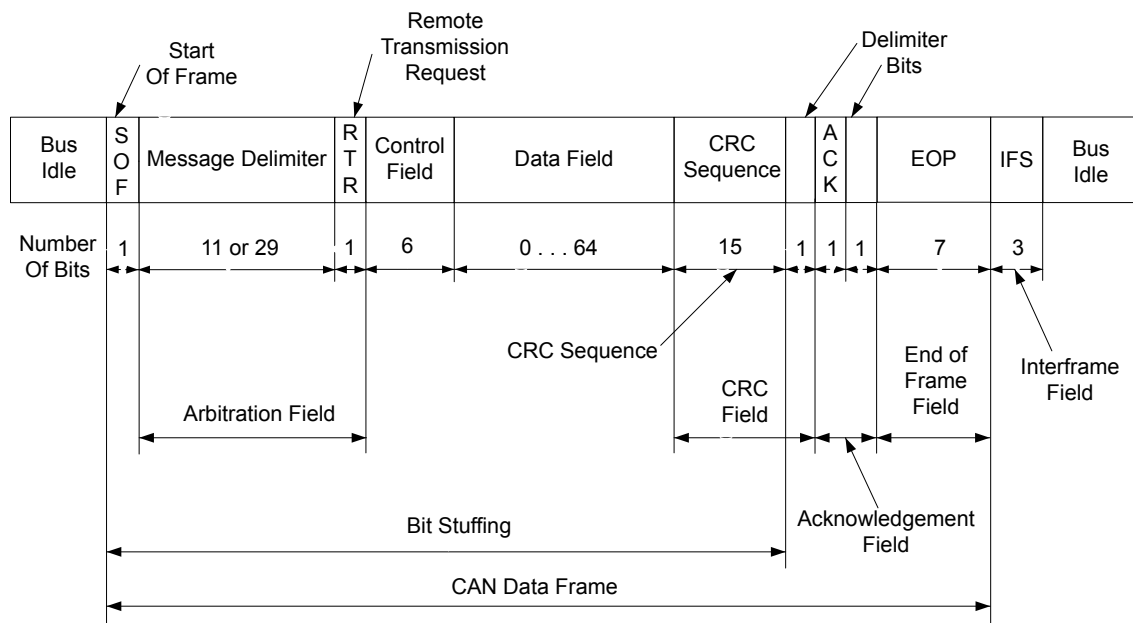 Start
Of Frame
Remote
Transmission
Request
Delimiter
Bits
Bus
Idle
S
O
F
Message Delimiter
R
T
R
Control
Field
Data Field
CRC
Sequence
A
C
K
EOP
IFS
Bus
Idle
Number
Of Bits
1
11 or 29
1
6
0 . . . 64
15
1
1
1
7
3
CRC Sequence
End of
Frame
Field
Interframe
Field
Arbitration Field
CRC
Field
Acknowledgement
Field
Bit Stuffing
CAN Data Frame